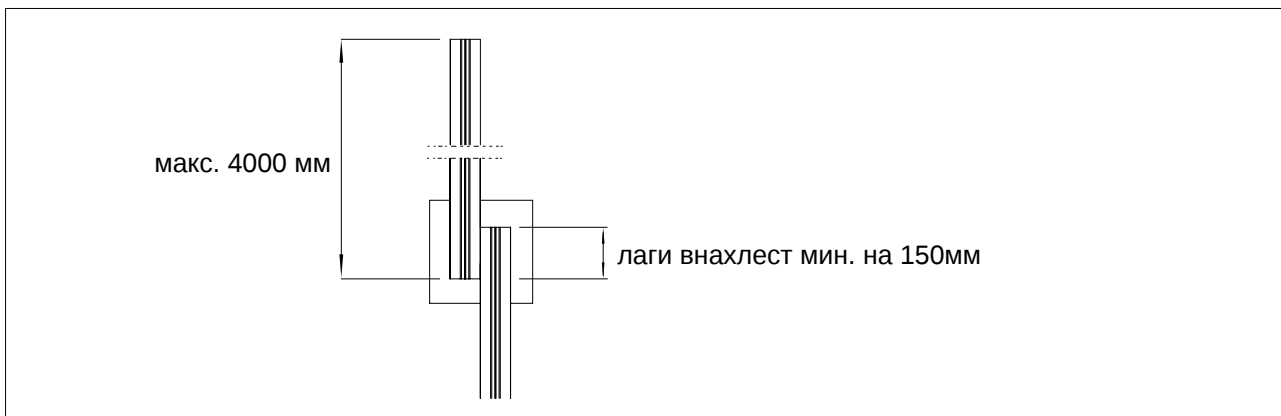 макс. 4000 мм
лаги внахлест мин. на 150мм